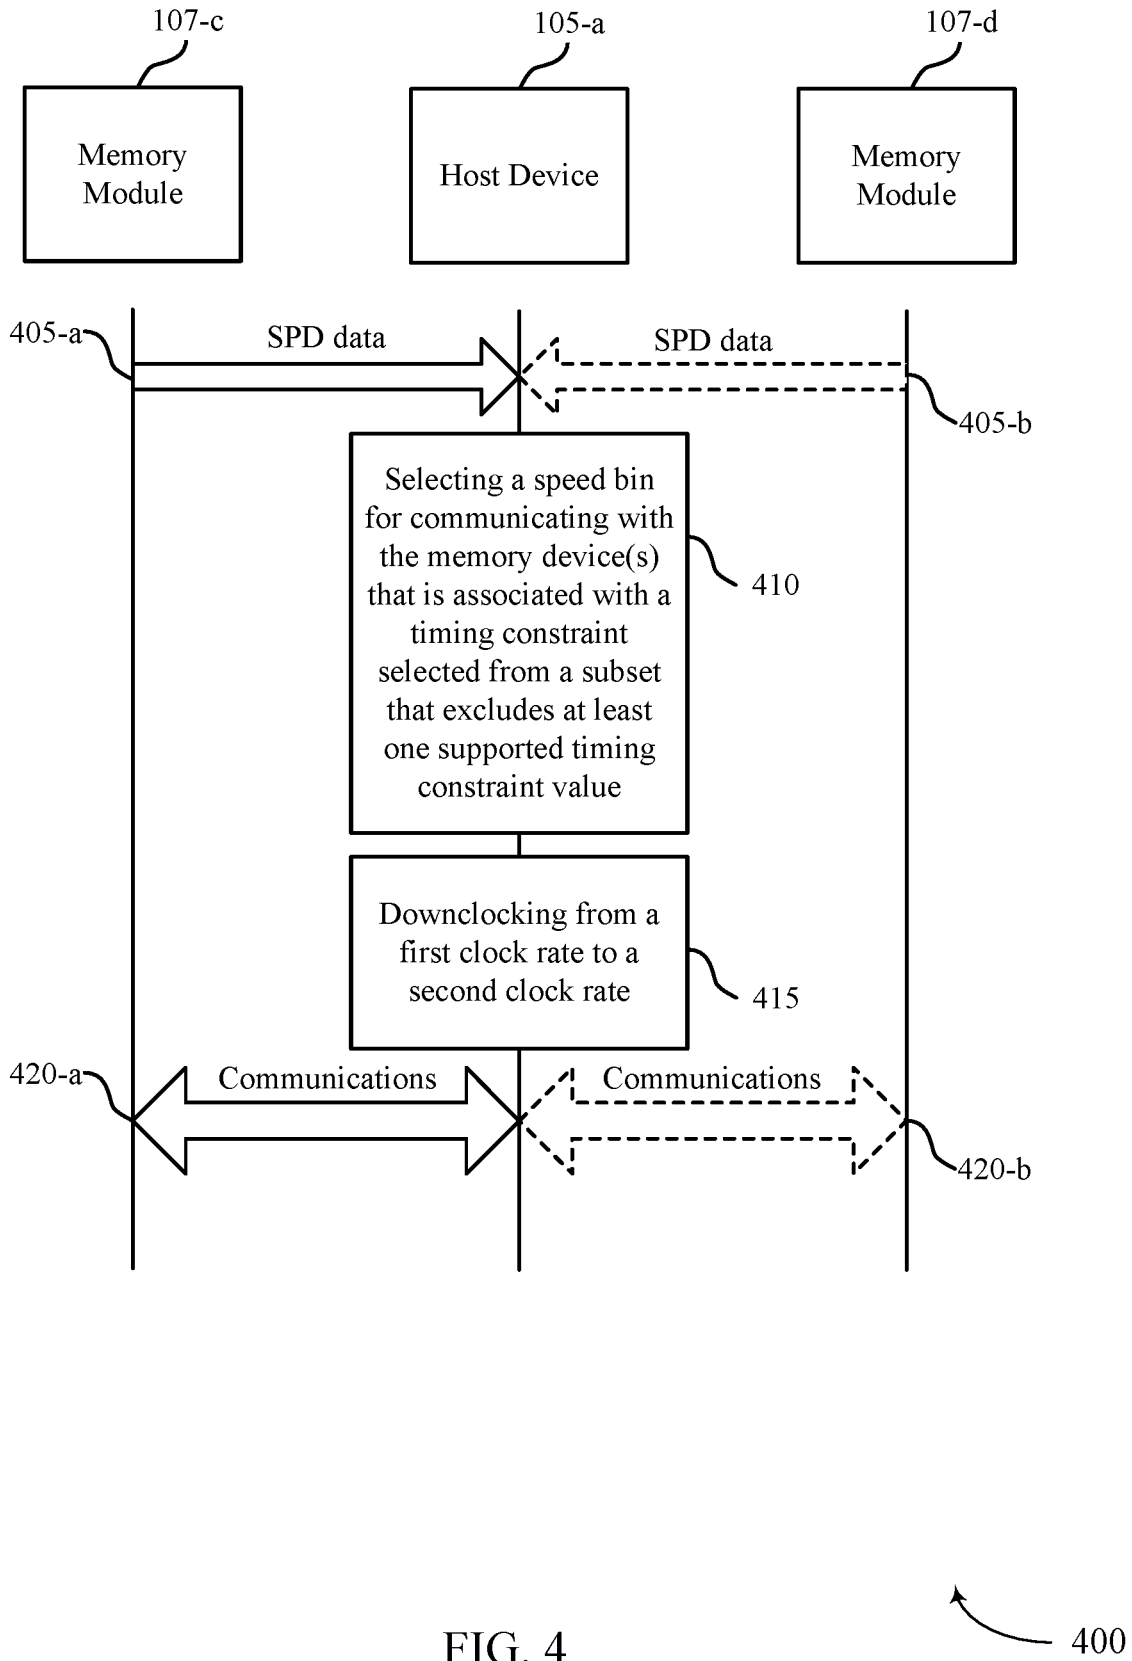 107-c
105-a
107-d
Memory
Module
Host Device
Memory
Module
405-a
SPD data
SPD data
405-b
Selecting a speed bin
for communicating with
the memory device(s)
that is associated with a
timing constraint
selected from a subset
that excludes at least
one supported timing
constraint value
410
Downclocking from a
first clock rate to a
second clock rate
415
420-a
Communications
Communications
420-b
FIG. 4
400